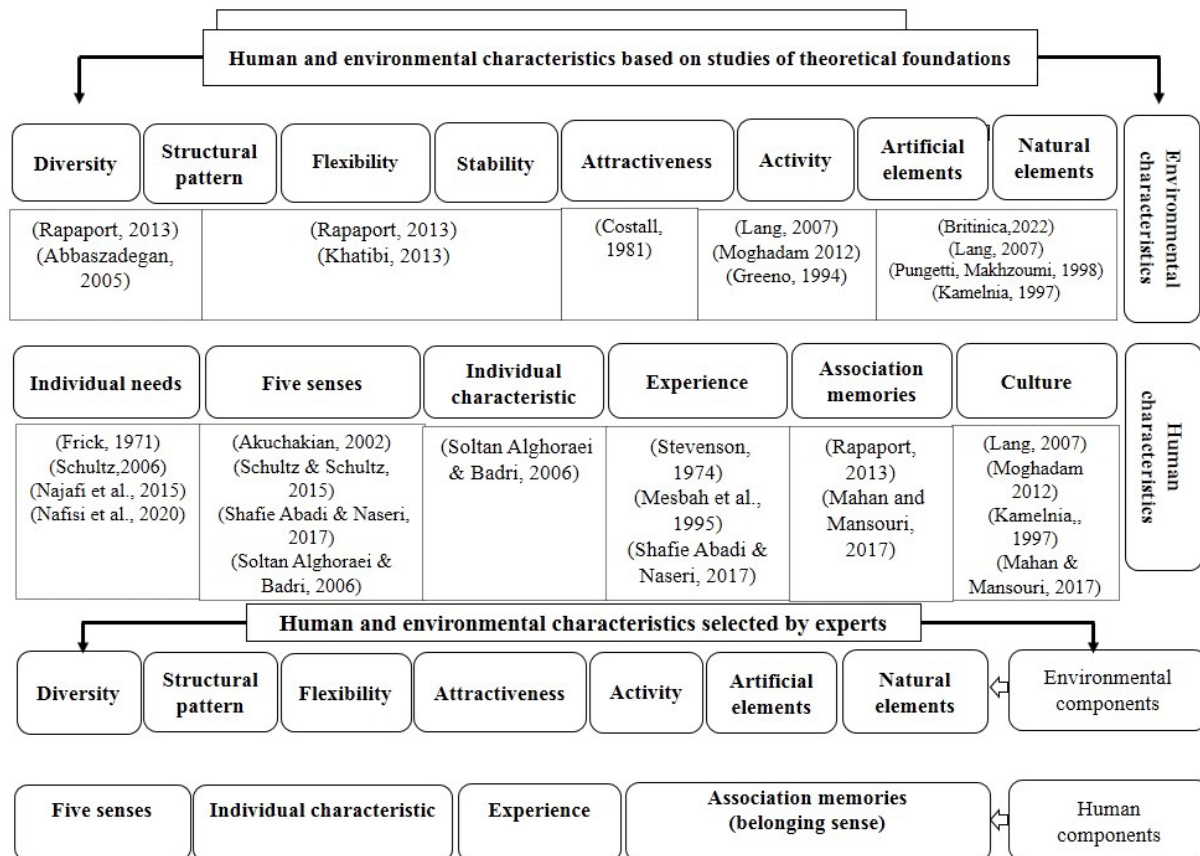 Human and environmental characteristics based on studies of theoretical foundations
Diversity
Structural
pattern
Flexibility
Stability
Attractiveness
Activity
Artificial
elements
Natural
elements
Environmental
characteristics
(Rapaport, 2013)
(Abbaszadegan,
2005)
(Rapaport, 2013)
(Khatibi, 2013)
(Costall,
1981)
(Lang, 2007)
(Moghadam 2012)
(Greeno, 1994)
(Britinica,2022)
(Lang, 2007)
(Pungetti, Makhzoumi, 1998)
(Kamelnia, 1997)
Individual needs
Five senses
Individual
characteristic
Experience
Association
memories
Culture
Human
characteristics
(Frick, 1971)
(Schultz,2006)
(Najafi et al., 2015)
(Nafisi et al., 2020)
(Akuchakian, 2002)
(Schultz & Schultz,
2015)
(Shafie Abadi & Naseri,
2017)
(Soltan Alghoraei &
Badri, 2006)
(Soltan Alghoraei
& Badri, 2006)
(Stevenson,
1974)
(Mesbah et al.,
1995)
(Shafie Abadi &
Naseri, 2017)
(Rapaport,
2013)
(Mahan and
Mansouri,
2017)
(Lang, 2007)
(Moghadam
2012)
(Kamelnia,,
1997)
(Mahan &
Mansouri, 2017)
Human and environmental characteristics selected by experts
Diversity
Structural
pattern
Flexibility
Attractiveness
Activity
Artificial
elements
Natural
elements
Environmental
components
Five senses
Individual characteristic
Experience
Association memories
(belonging sense)
Human
components